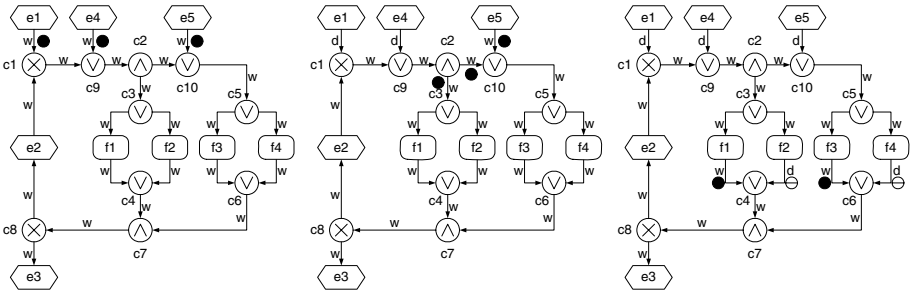 e1 e4 e5 e1 e4 e5 e1 e4 e5
w w w c2 d d c2 w d d c2 d
c1 w w w c1 w w w c1 w w w
c9 w c10 w c9 w c10 w c9 w c10 w
c3 c5 c3 c5 c3 c5
w w w w w w w w w w w w w w w
e2 f1 f2 f3 f4 e2 f1 f2 f3 f4 e2 f1 f2 f3 f4
w w w w w w w w w w w d w d
w c4 w c6 w c4 w c6 w c4 w c6
w w w w w w
c8 w c8 w c8 w
w c7 w c7 w c7
e3 e3 e3